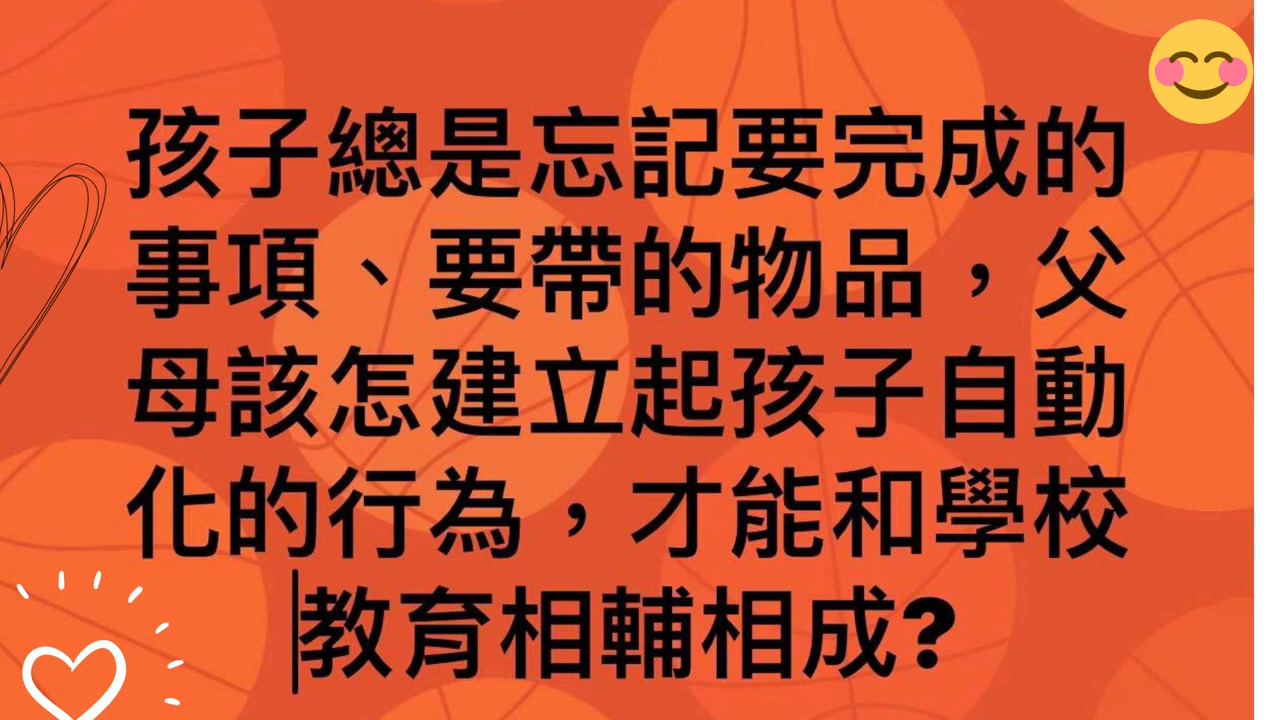 孩子總是忘記要完成的
事項、要帶的物品，父
母該怎建立起孩子自動
化的行為，才能和學校
教育相輔相成?